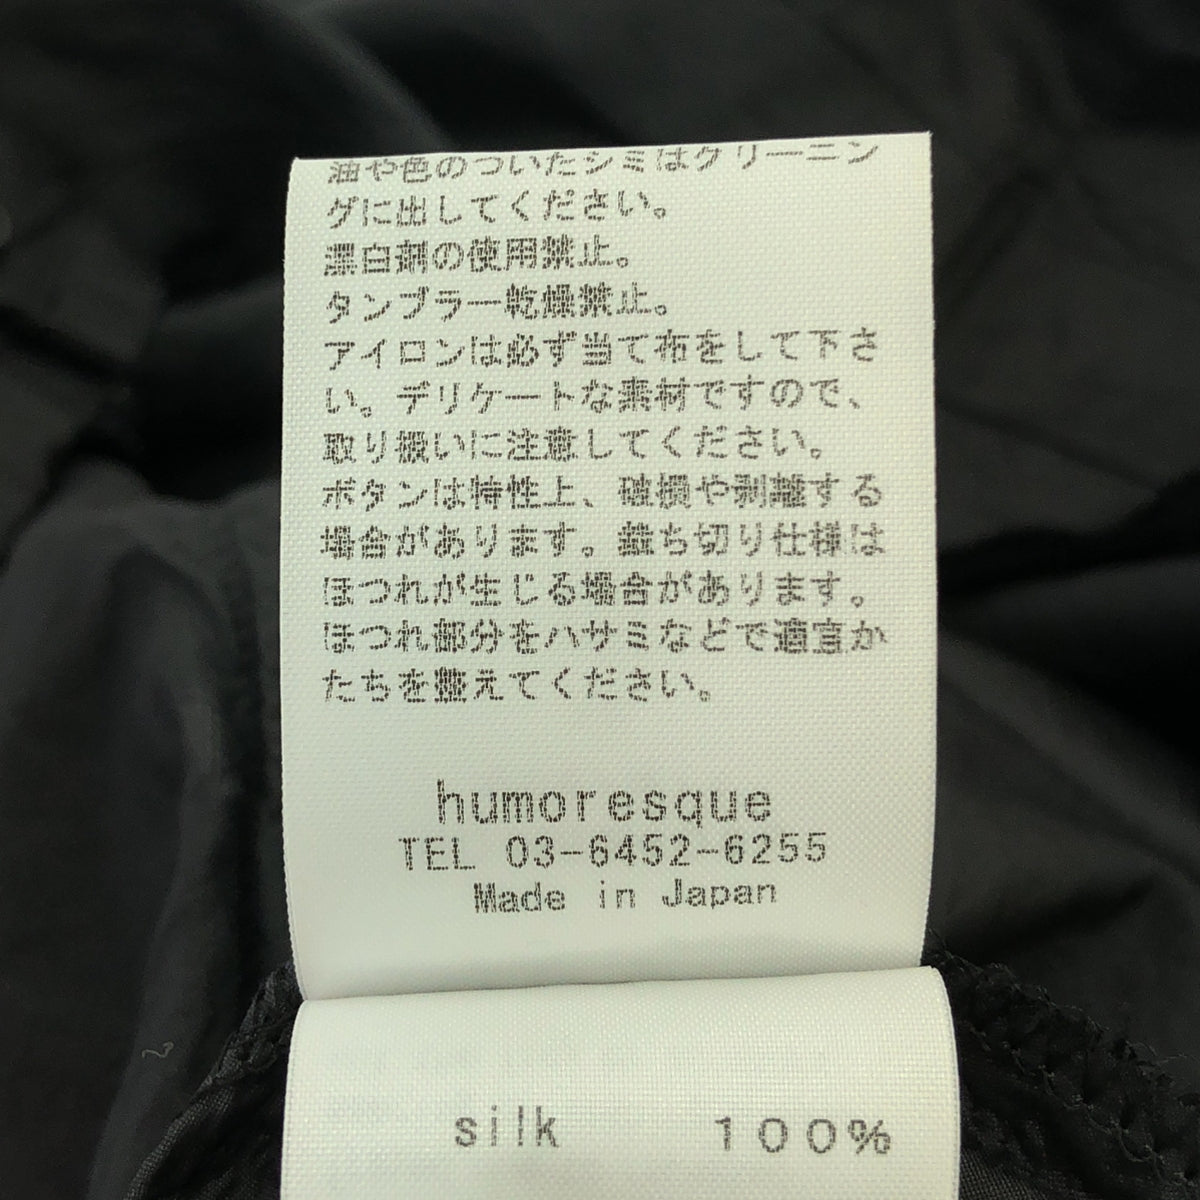 油や色のついたシミはクリーニン
グに出してください。
漂白剤の使用禁止。
タンブラー乾燥禁止。
アイロンは必ず当て布をして下さ
い。デリケートな素材ですので、
取り扱いに注意してください。
ボタンは特性上、破損や剥離する
場合があります。裁ち切り仕様は
ほつれが生じる場合があります。
ほつれ部分をハサミなどで適宜か
たちを整えてください。
humoresque
TEL 03-6452-6255
Made in Japan
silk 100%